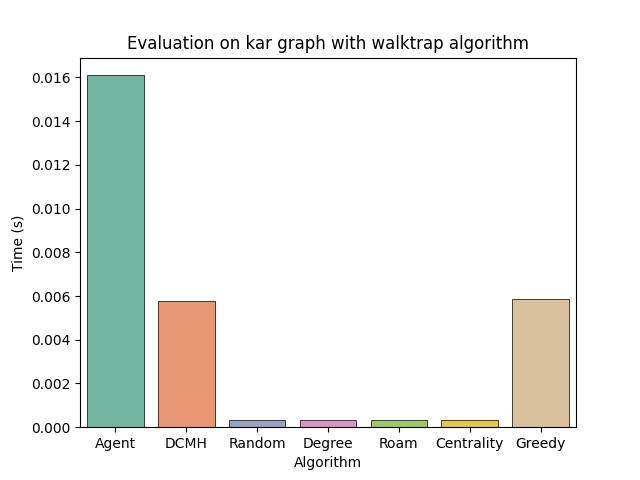 Evaluation on kar graph with walktrap algorithm
0.016
0.014
0.012
0.010
0.008
0.006
0.004
0.002
0.000
Time (s)
Agent DCMH Random Degree Roam Centrality Greedy
Algorithm